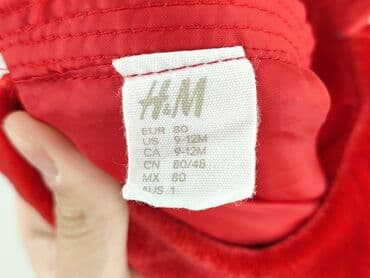 H&M
EUR 80
US 9-12M
CA 9-12M
CN 80/48
MX 80
AUS 1